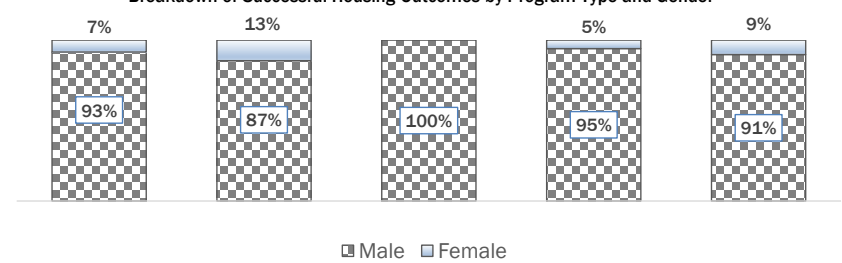 Breakdown of Successful Housing Outcomes by Program Type and Gender
7% 13% 5% 9%
93% 87% 100% 95% 91%
Male Female